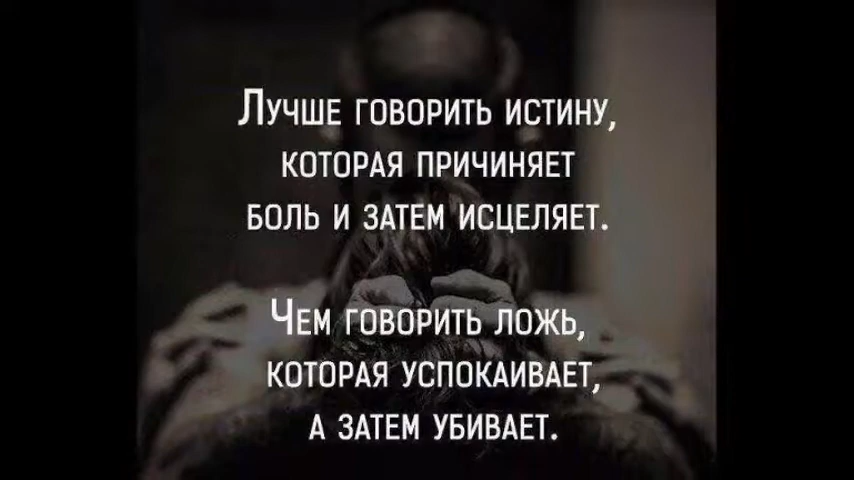 Лучше говорить истину,
которая причиняет
боль и затем исцеляет.
Чем говорить ложь,
которая успокаивает,
а затем убивает.